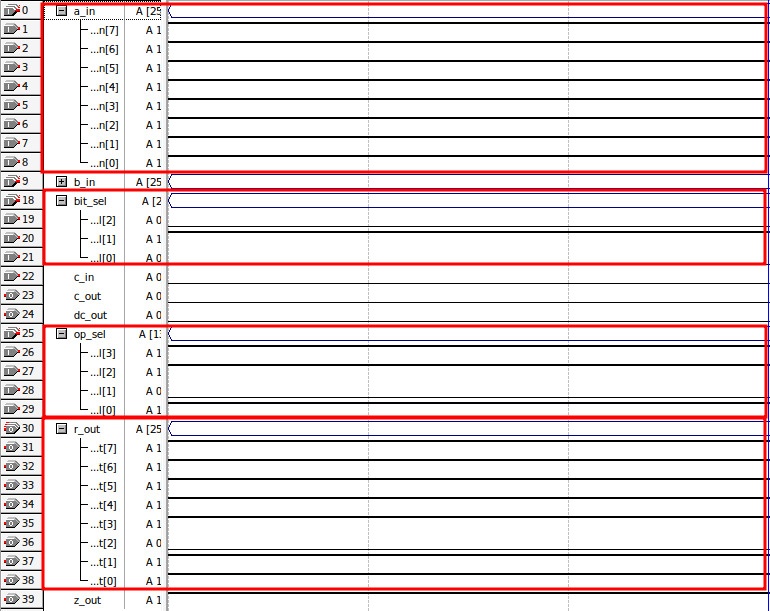 0 a_in A [25
1 ...n[7] A 1
2 ...n[6] A 1
3 ...n[5] A 1
4 ...n[4] A 1
5 ...n[3] A 1
6 ...n[2] A 1
7 ...n[1] A 1
8 ...n[0] A 1
9 b_in A [25
18 bit_sel A [2
19 ...l[2] A 0
20 ...l[1] A 1
21 ...l[0] A 0
22 c_in A 0
23 c_out A 0
24 dc_out A 0
25 op_sel A [1
26 ...l[3] A 1
27 ...l[2] A 1
28 ...l[1] A 0
29 ...l[0] A 1
30 r_out A [25
31 ...t[7] A 1
32 ...t[6] A 1
33 ...t[5] A 1
34 ...t[4] A 1
35 ...t[3] A 1
36 ...t[2] A 0
37 ...t[1] A 1
38 ...t[0] A 1
39 z_out A 1